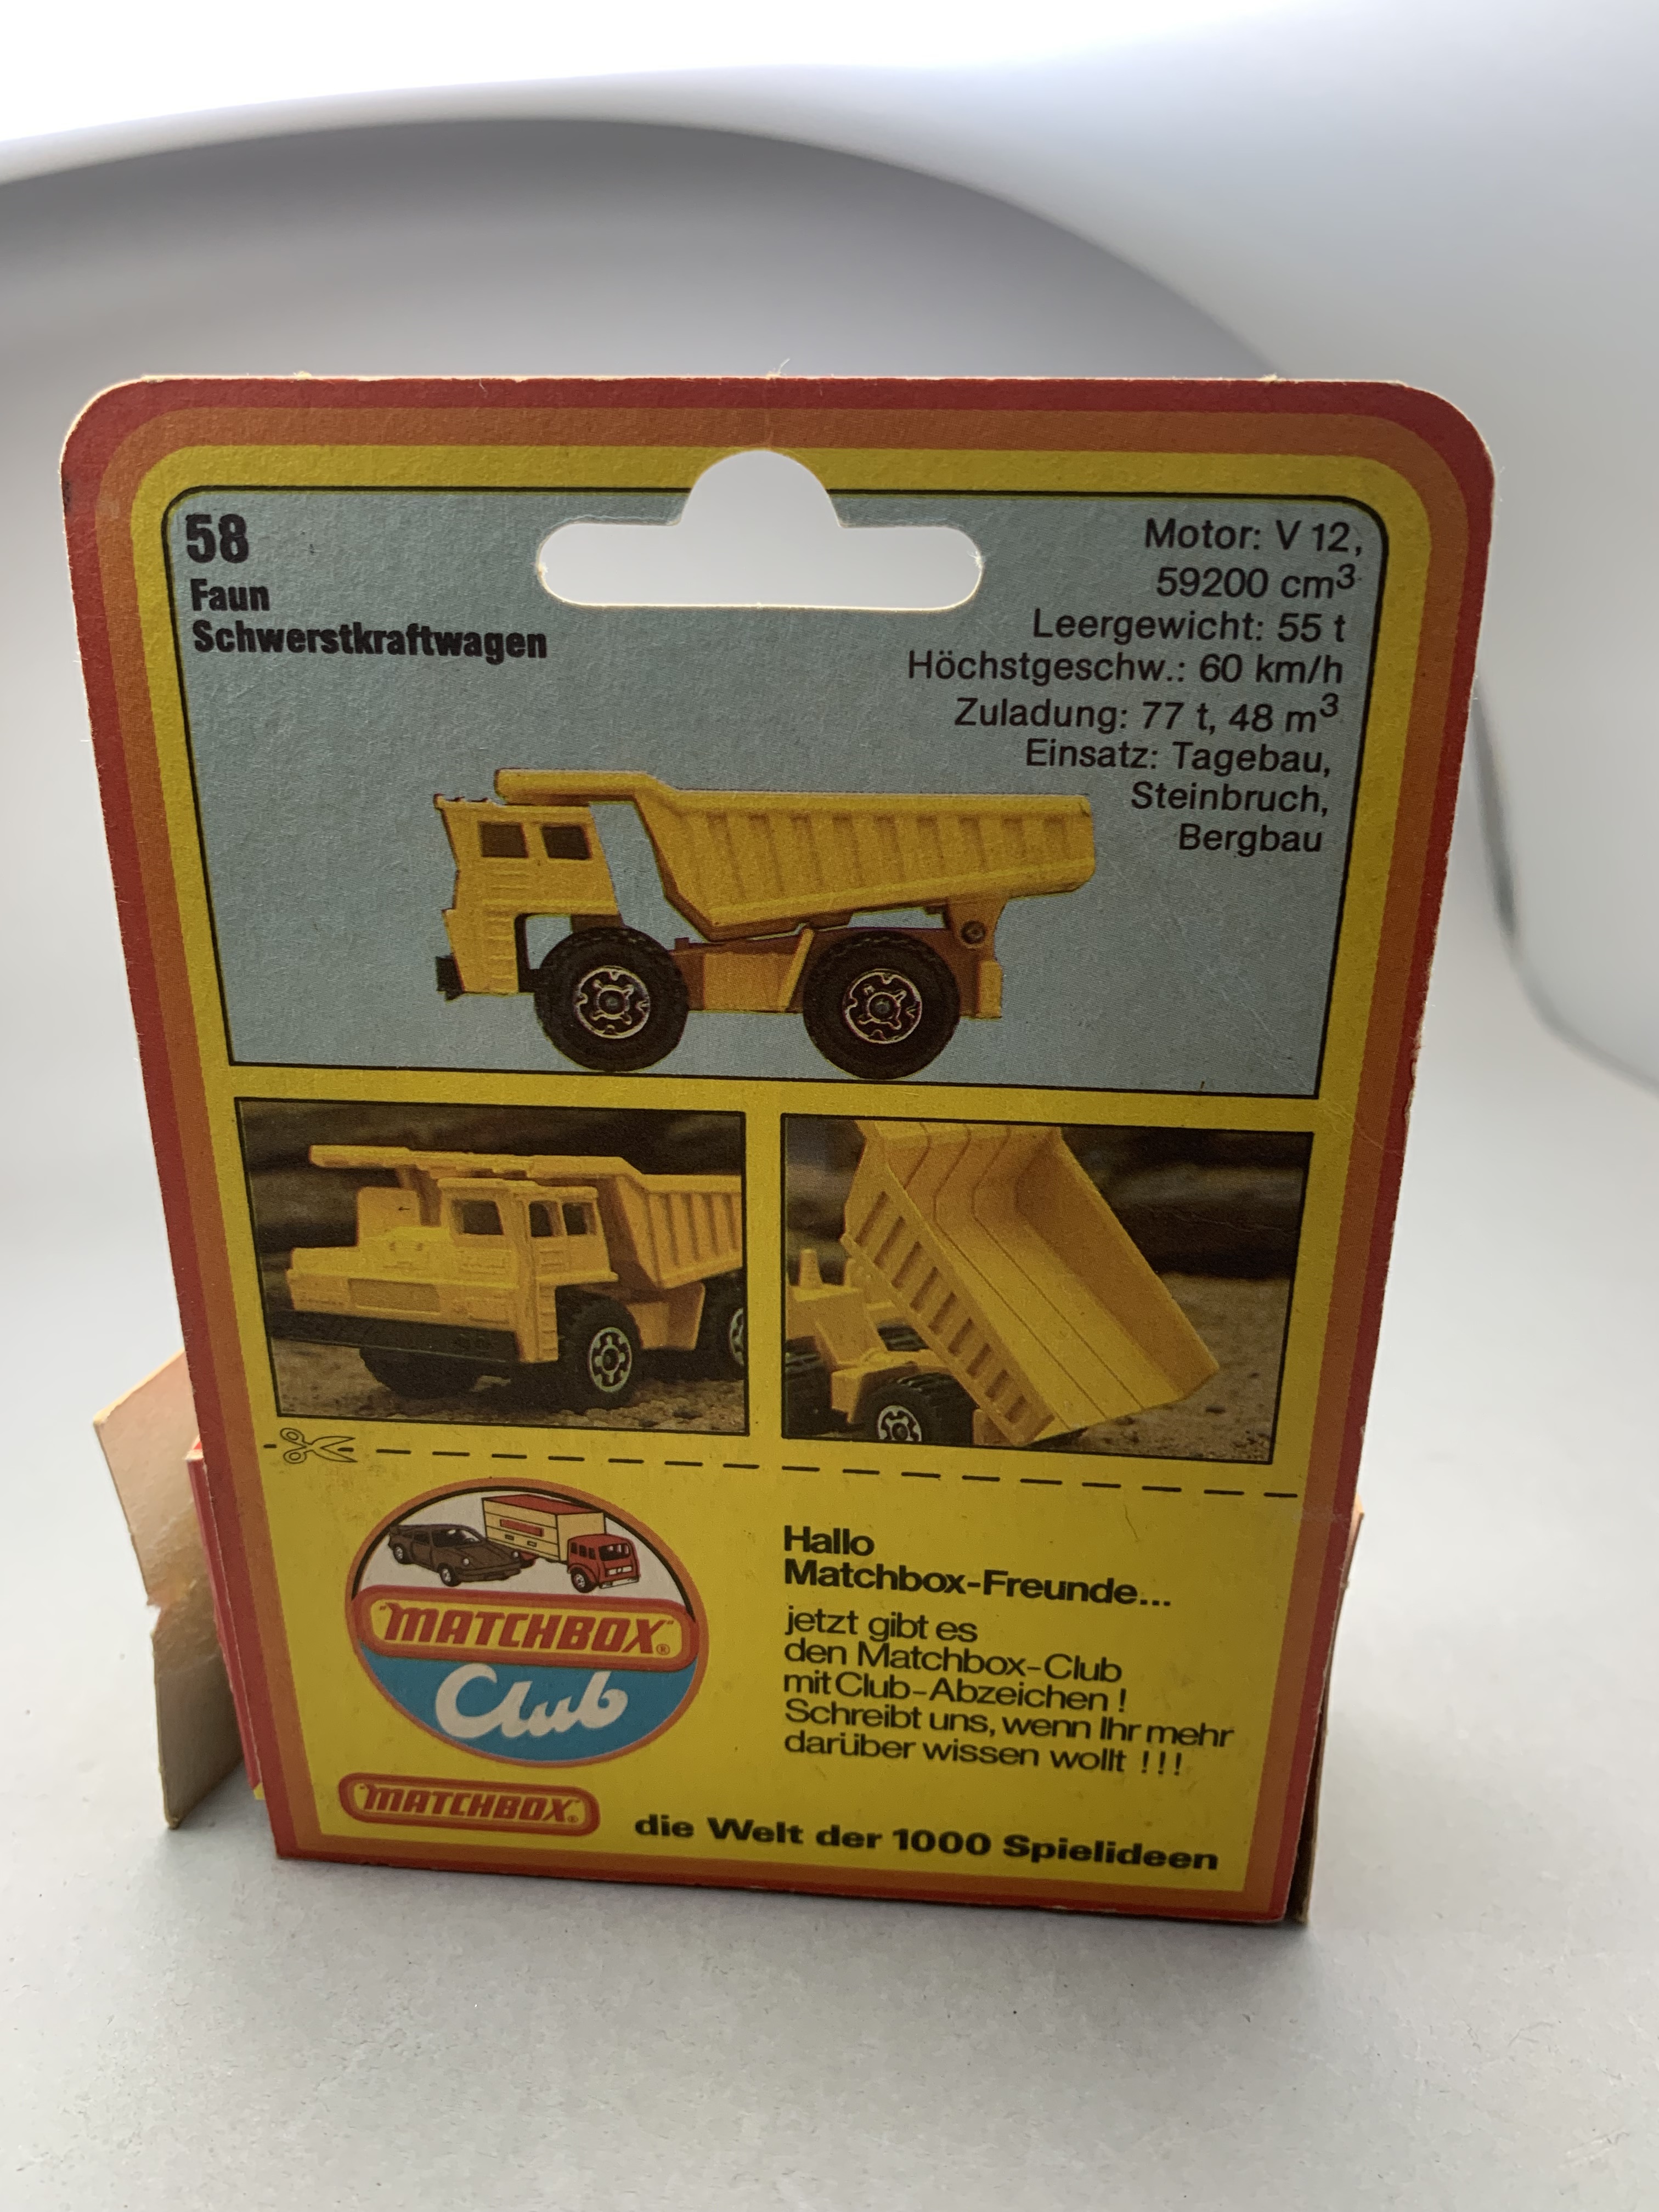 58
Faun
Schwerstkraftwagen
Motor: V 12,
59200 cm³
Leergewicht: 55 t
Höchstgeschw.: 60 km/h
Zuladung: 77 t, 48 m³
Einsatz: Tagebau,
Steinbruch,
Bergbau
"MATCHBOX"®
Club
Hallo
Matchbox-Freunde...
jetzt gibt es
den Matchbox-Club
mit Club-Abzeichen !
Schreibt uns, wenn Ihr mehr
darüber wissen wollt !!!
"MATCHBOX"®
die Welt der 1000 Spielideen